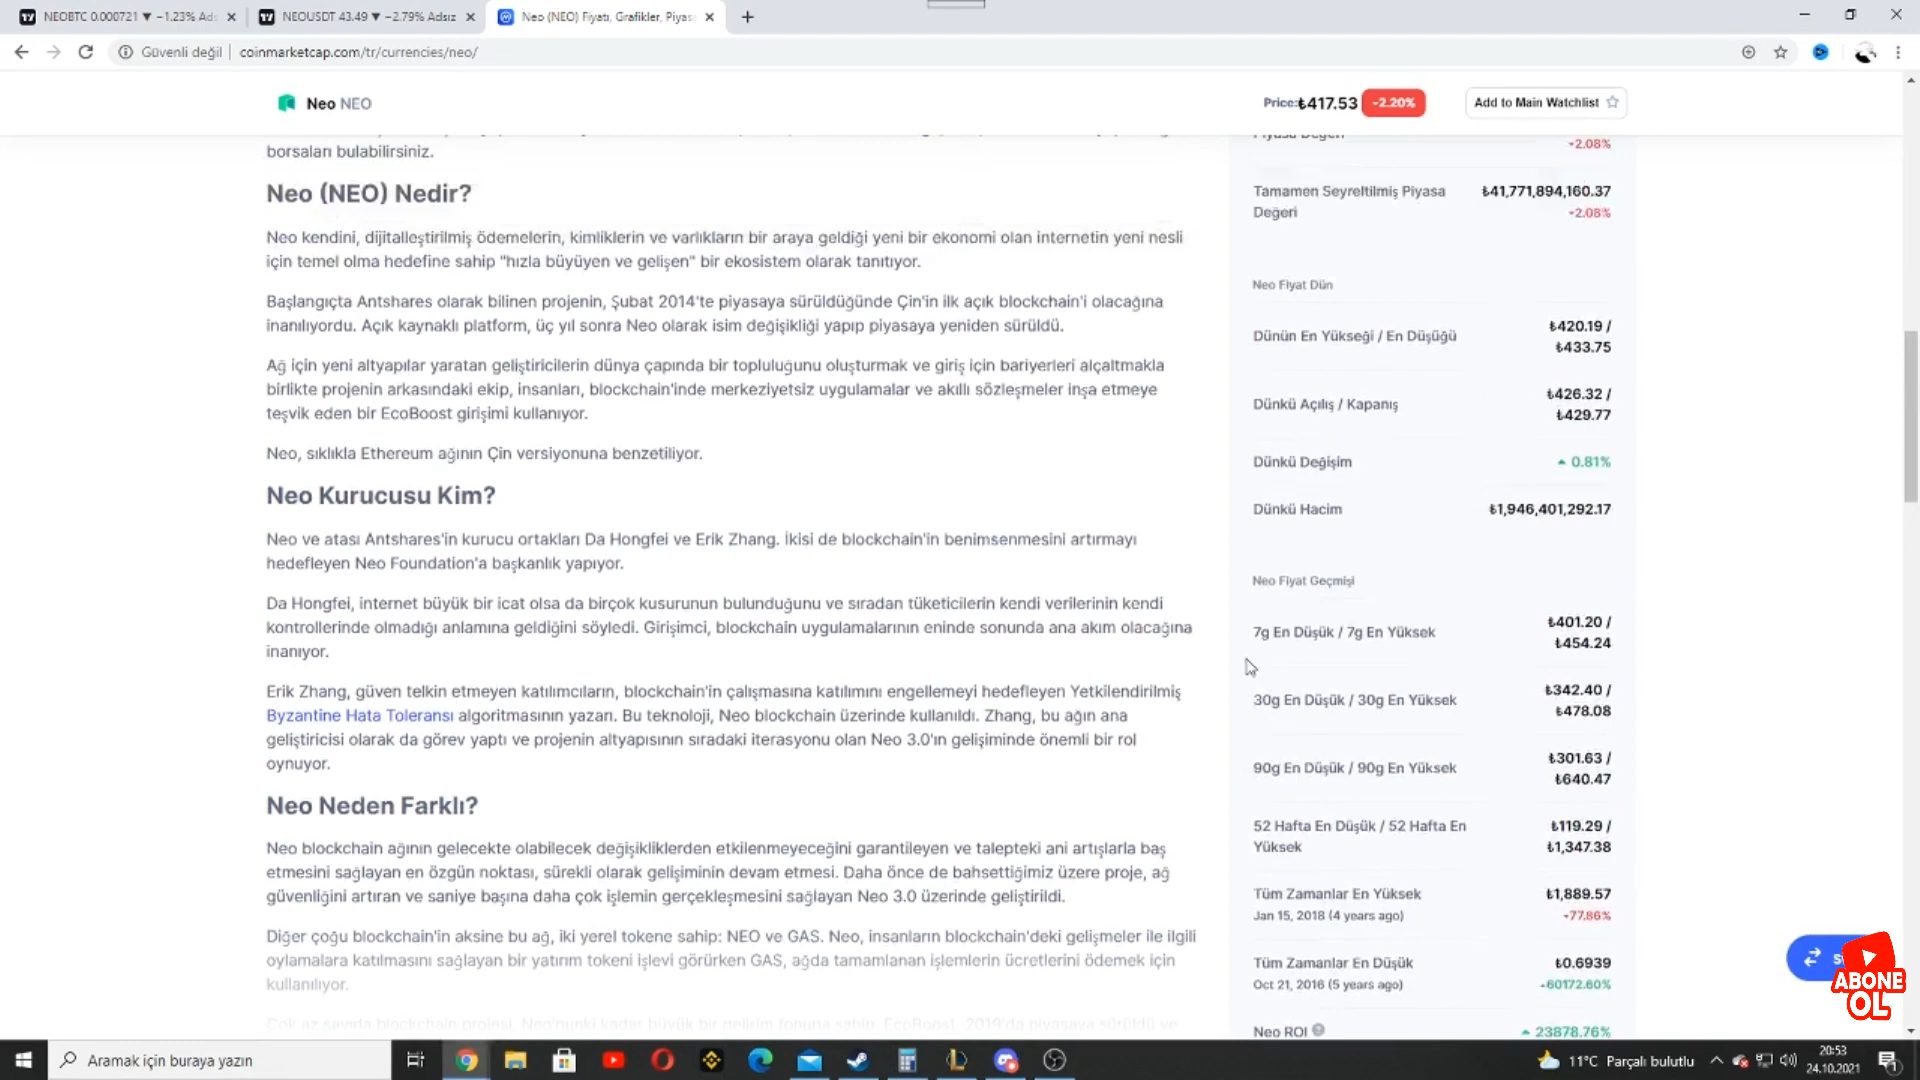 NEOBTC 0.000721 ▼ −1.23% Adsız
NEOUSDT 43.49 ▼ −2.79% Adsız
Neo (NEO) Fiyatı, Grafikler, Piyasa
Güvenli değil
coinmarketcap.com/tr/currencies/neo/
Neo NEO
Price:₺417.53
-2.20%
Add to Main Watchlist
borsaları bulabilirsiniz.
Neo (NEO) Nedir?
Neo kendini, dijitalleştirilmiş ödemelerin, kimliklerin ve varlıkların bir araya geldiği yeni bir ekonomi olan internetin yeni nesli
için temel olma hedefine sahip "hızla büyüyen ve gelişen" bir ekosistem olarak tanıtıyor.
Başlangıçta Antshares olarak bilinen projenin, Şubat 2014'te piyasaya sürüldüğünde Çin'in ilk açık blockchain'i olacağına
inanılıyordu. Açık kaynaklı platform, üç yıl sonra Neo olarak isim değişikliği yapıp piyasaya yeniden sürüldü.
Ağ için yeni altyapılar yaratan geliştiricilerin dünya çapında bir topluluğunu oluşturmak ve giriş için bariyerleri alçaltmakla
birlikte projenin arkasındaki ekip, insanları, blockchain'inde merkeziyetsiz uygulamalar ve akıllı sözleşmeler inşa etmeye
teşvik eden bir EcoBoost girişimi kullanıyor.
Neo, sıklıkla Ethereum ağının Çin versiyonuna benzetiliyor.
Neo Kurucusu Kim?
Neo ve atası Antshares'in kurucu ortakları Da Hongfei ve Erik Zhang. İkisi de blockchain'in benimsenmesini artırmayı
hedefleyen Neo Foundation'a başkanlık yapıyor.
Da Hongfei, internet büyük bir icat olsa da birçok kusurunun bulunduğunu ve sıradan tüketicilerin kendi verilerinin kendi
kontrollerinde olmadığı anlamına geldiğini söyledi. Girişimci, blockchain uygulamalarının eninde sonunda ana akım olacağına
inanıyor.
Erik Zhang, güven telkin etmeyen katılımcıların, blockchain'in çalışmasına katılımını engellemeyi hedefleyen Yetkilendirilmiş
Byzantine Hata Toleransı algoritmasının yazarı. Bu teknoloji, Neo blockchain üzerinde kullanıldı. Zhang, bu ağın ana
geliştiricisi olarak da görev yaptı ve projenin altyapısının sıradaki iterasyonu olan Neo 3.0'ın gelişiminde önemli bir rol
oynuyor.
Neo Neden Farklı?
Neo blockchain ağının gelecekte olabilecek değişikliklerden etkilenmeyeceğini garantileyen ve talepteki ani artışlarla baş
etmesini sağlayan en özgün noktası, sürekli olarak gelişiminin devam etmesi. Daha önce de bahsettiğimiz üzere proje, ağ
güvenliğini artıran ve saniye başına daha çok işlemin gerçekleşmesini sağlayan Neo 3.0 üzerinde geliştirildi.
Diğer çoğu blockchain'in aksine bu ağ, iki yerel tokene sahip: NEO ve GAS. Neo, insanların blockchain'deki gelişmeler ile ilgili
oylamalara katılmasını sağlayan bir yatırım tokeni işlevi görürken GAS, ağda tamamlanan işlemlerin ücretlerini ödemek için
kullanılıyor.
Çok az sayıda blockchain projesi, Neo'nunki kadar büyük bir gelişim fonuna sahip. EcoBoost, 2019'da piyasaya sürüldü ve
Piyasa Değeri
-2.08%
Tamamen Seyreltilmiş Piyasa ₺41,771,894,160.37
Değeri -2.08%
Neo Fiyat Dün
Dünün En Yükseği / En Düşüğü ₺420.19 /
₺433.75
Dünkü Açılış / Kapanış ₺426.32 /
₺429.77
Dünkü Değişim 0.81%
Dünkü Hacim ₺1,946,401,292.17
Neo Fiyat Geçmişi
7g En Düşük / 7g En Yüksek ₺401.20 /
₺454.24
30g En Düşük / 30g En Yüksek ₺342.40 /
₺478.08
90g En Düşük / 90g En Yüksek ₺301.63 /
₺640.47
52 Hafta En Düşük / 52 Hafta En ₺119.29 /
Yüksek ₺1,347.38
Tüm Zamanlar En Yüksek ₺1,889.57
Jan 15, 2018 (4 years ago) -77.86%
Tüm Zamanlar En Düşük ₺0.6939
Oct 21, 2016 (5 years ago) 60172.60%
Neo ROI 23878.76%
ABONE
OL
Aramak için buraya yazın
11°C Parçalı bulutlu
20:53
24.10.2021
1